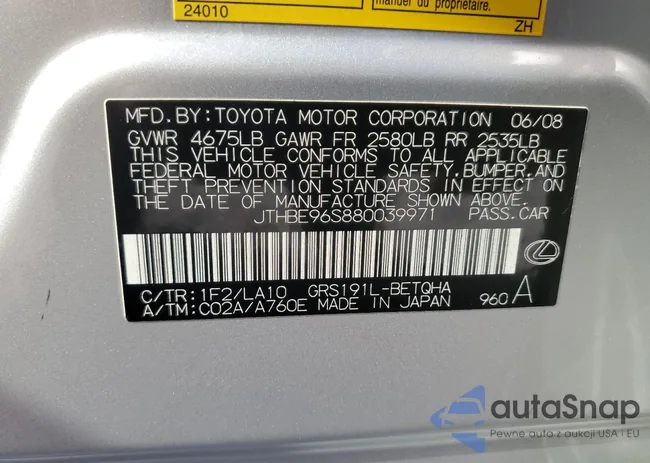 manuel du propriétaire.
24010
ZH
MFD.BY:TOYOTA MOTOR CORPORATION 06/08
GVWR 4675LB GAWR FR 2580LB RR 2535LB
THIS VEHICLE CONFORMS TO ALL APPLICABLE
FEDERAL MOTOR VEHICLE SAFETY,BUMPER,AND
THEFT PREVENTION STANDARDS IN EFFECT ON
THE DATE OF MANUFACTURE SHOWN ABOVE.
JTHBE96S880039971 PASS.CAR
C/TR:1F2/LA10 GRS191L-BETQHA
A/TM:C02A/A760E MADE IN JAPAN 960 A
autaSnap
Pewne auto z aukcji USA i EU